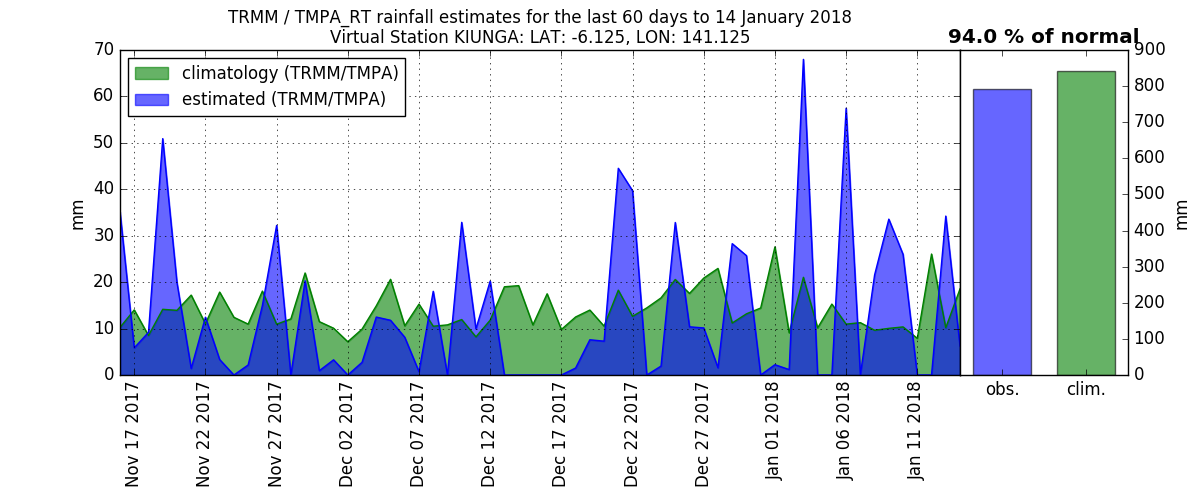 TRMM / TMPA_RT rainfall estimates for the last 60 days to 14 January 2018
Virtual Station KIUNGA: LAT: -6.125, LON: 141.125
94.0 % of normal
climatology (TRMM/TMPA)
estimated (TRMM/TMPA)
mm
70
60
50
40
30
20
10
0
Nov 17 2017
Nov 22 2017
Nov 27 2017
Dec 02 2017
Dec 07 2017
Dec 12 2017
Dec 17 2017
Dec 22 2017
Dec 27 2017
Jan 01 2018
Jan 06 2018
Jan 11 2018
900
800
700
600
500
400
300
200
100
0
mm
obs.
clim.